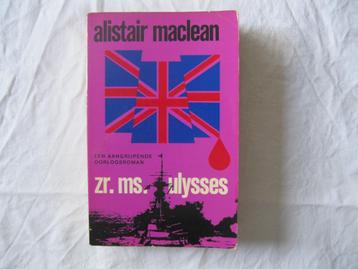 alistair maclean
EEN AANGRIJPENDE
OORLOGSROMAN
zr. ms. ulysses